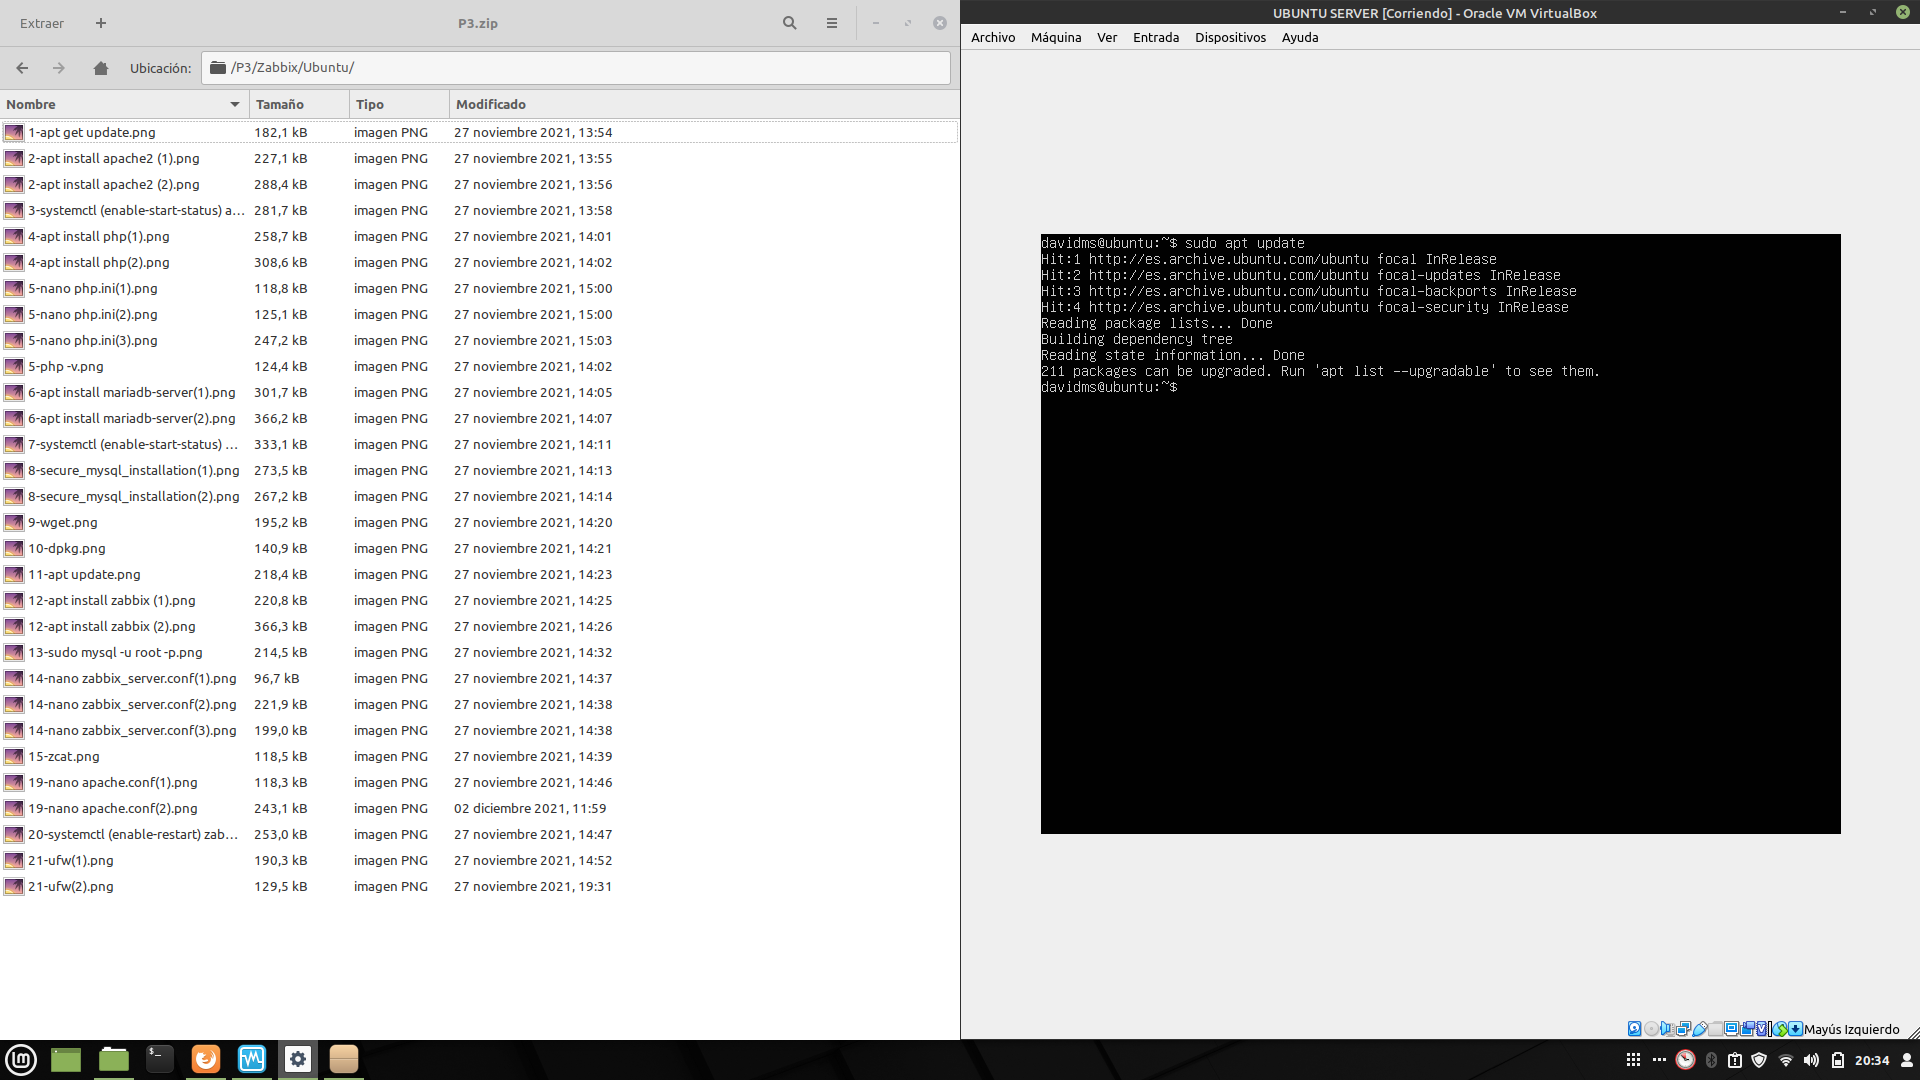 Extraer
P3.zip
Ubicación:
/P3/Zabbix/Ubuntu/
Nombre Tamaño Tipo Modificado
1-apt get update.png 182,1 kB imagen PNG 27 noviembre 2021, 13:54
2-apt install apache2 (1).png 227,1 kB imagen PNG 27 noviembre 2021, 13:55
2-apt install apache2 (2).png 288,4 kB imagen PNG 27 noviembre 2021, 13:56
3-systemctl (enable-start-status) a... 281,7 kB imagen PNG 27 noviembre 2021, 13:58
4-apt install php(1).png 258,7 kB imagen PNG 27 noviembre 2021, 14:01
4-apt install php(2).png 308,6 kB imagen PNG 27 noviembre 2021, 14:02
5-nano php.ini(1).png 118,8 kB imagen PNG 27 noviembre 2021, 15:00
5-nano php.ini(2).png 125,1 kB imagen PNG 27 noviembre 2021, 15:00
5-nano php.ini(3).png 247,2 kB imagen PNG 27 noviembre 2021, 15:03
5-php -v.png 124,4 kB imagen PNG 27 noviembre 2021, 14:02
6-apt install mariadb-server(1).png 301,7 kB imagen PNG 27 noviembre 2021, 14:05
6-apt install mariadb-server(2).png 366,2 kB imagen PNG 27 noviembre 2021, 14:07
7-systemctl (enable-start-status) ... 333,1 kB imagen PNG 27 noviembre 2021, 14:11
8-secure_mysql_installation(1).png 273,5 kB imagen PNG 27 noviembre 2021, 14:13
8-secure_mysql_installation(2).png 267,2 kB imagen PNG 27 noviembre 2021, 14:14
9-wget.png 195,2 kB imagen PNG 27 noviembre 2021, 14:20
10-dpkg.png 140,9 kB imagen PNG 27 noviembre 2021, 14:21
11-apt update.png 218,4 kB imagen PNG 27 noviembre 2021, 14:23
12-apt install zabbix (1).png 220,8 kB imagen PNG 27 noviembre 2021, 14:25
12-apt install zabbix (2).png 366,3 kB imagen PNG 27 noviembre 2021, 14:26
13-sudo mysql -u root -p.png 214,5 kB imagen PNG 27 noviembre 2021, 14:32
14-nano zabbix_server.conf(1).png 96,7 kB imagen PNG 27 noviembre 2021, 14:37
14-nano zabbix_server.conf(2).png 221,9 kB imagen PNG 27 noviembre 2021, 14:38
14-nano zabbix_server.conf(3).png 199,0 kB imagen PNG 27 noviembre 2021, 14:38
15-zcat.png 118,5 kB imagen PNG 27 noviembre 2021, 14:39
19-nano apache.conf(1).png 118,3 kB imagen PNG 27 noviembre 2021, 14:46
19-nano apache.conf(2).png 243,1 kB imagen PNG 02 diciembre 2021, 11:59
20-systemctl (enable-restart) zab... 253,0 kB imagen PNG 27 noviembre 2021, 14:47
21-ufw(1).png 190,3 kB imagen PNG 27 noviembre 2021, 14:52
21-ufw(2).png 129,5 kB imagen PNG 27 noviembre 2021, 19:31
UBUNTU SERVER [Corriendo] - Oracle VM VirtualBox
Archivo Máquina Ver Entrada Dispositivos Ayuda
davidms@ubuntu:~$ sudo apt update
Hit:1 http://es.archive.ubuntu.com/ubuntu focal InRelease
Hit:2 http://es.archive.ubuntu.com/ubuntu focal-updates InRelease
Hit:3 http://es.archive.ubuntu.com/ubuntu focal-backports InRelease
Hit:4 http://es.archive.ubuntu.com/ubuntu focal-security InRelease
Reading package lists... Done
Building dependency tree
Reading state information... Done
211 packages can be upgraded. Run 'apt list --upgradable' to see them.
davidms@ubuntu:~$
Mayús Izquierdo
20:34